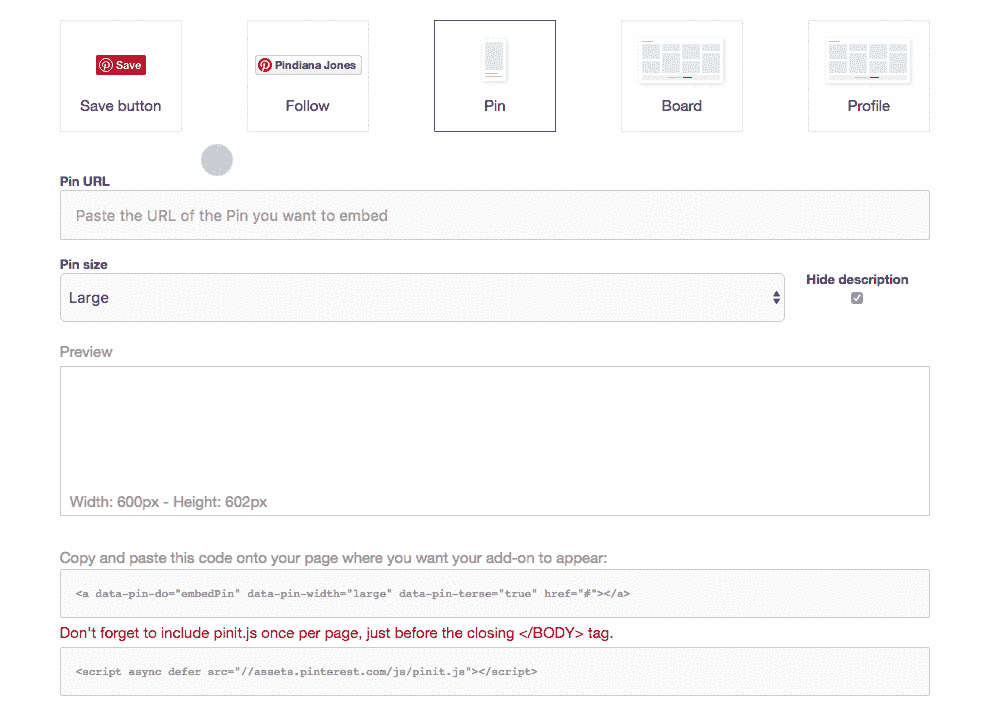 Save
Pindiana Jones
Save button
Follow
Pin
Board
Profile
Pin URL
Paste the URL of the Pin you want to embed
Pin size
Hide description
Large
Preview
Width: 600px - Height: 602px
Copy and paste this code onto your page where you want your add-on to appear:
<a data-pin-do="embedPin" data-pin-width="large" data-pin-terse="true" href="#"></a>
Don't forget to include pinit.js once per page, just before the closing </BODY> tag.
<script async defer src="//assets.pinterest.com/js/pinit.js"></script>